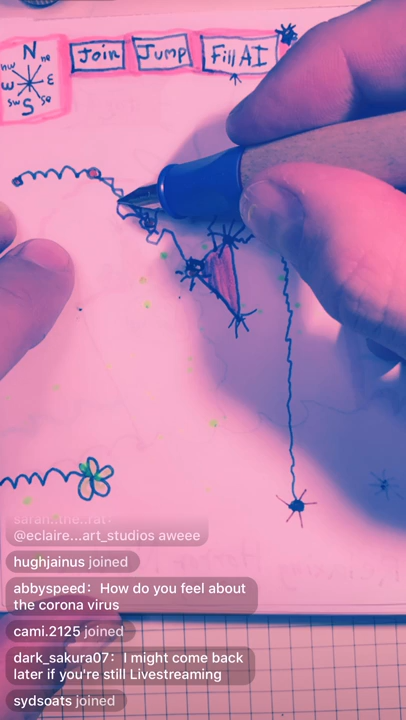 N
nw
ne
W
E
sw
S
se
Join
Jump
Fill AI
@eclaire...art_studios aweee
hughjainus joined
abbyspeed: How do you feel about
the corona virus
cami.2125 joined
dark_sakura07: I might come back
later if you're still Livestreaming
sydsoats joined